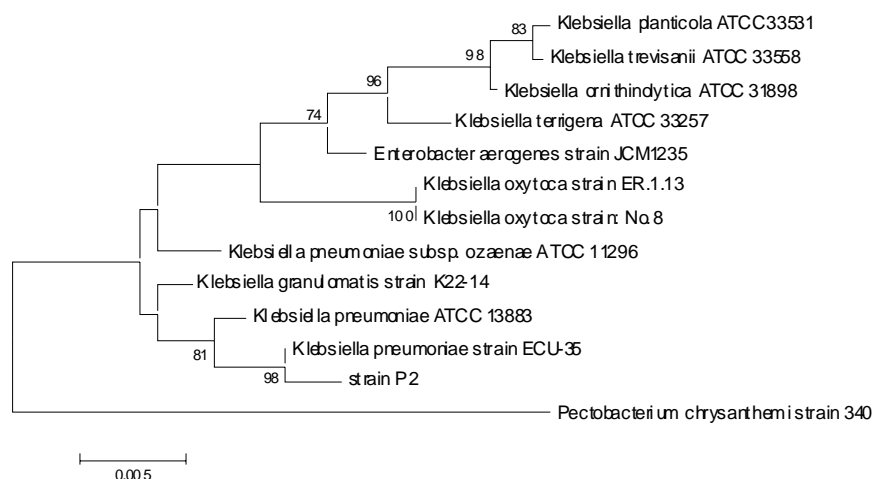 Klebsiella planticola ATCC33531
83
98
Klebsiella trevisanii ATCC 33558
96
Klebsiella ornithinolytica ATCC 31898
74
Klebsiella terrigena ATCC 33257
Enterobacter aerogenes strain JCM1235
Klebsiella oxytoca strain ER.1.13
100
Klebsiella oxytoca strain: No.8
Klebsiella pneumoniae subsp. ozaenae ATCC 11296
Klebsiella granulomatis strain K22-14
Klebsiella pneumoniae ATCC 13883
81
Klebsiella pneumoniae strain ECU-35
98
strain P2
Pectobacterium chrysanthemi strain 340
0.005